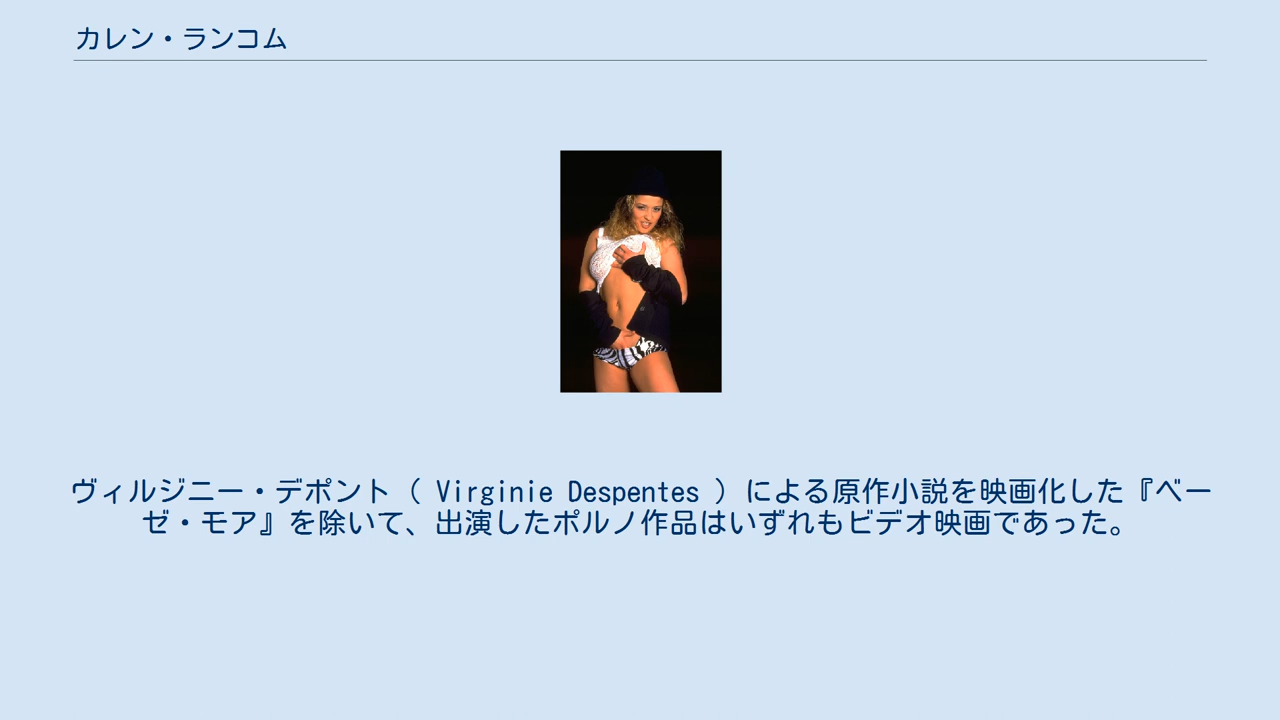 カレン・ランコム
ヴィルジニー・デポント（ Virginie Despentes ）による原作小説を映画化した『ベー
ゼ・モア』を除いて、出演したポルノ作品はいずれもビデオ映画であった。